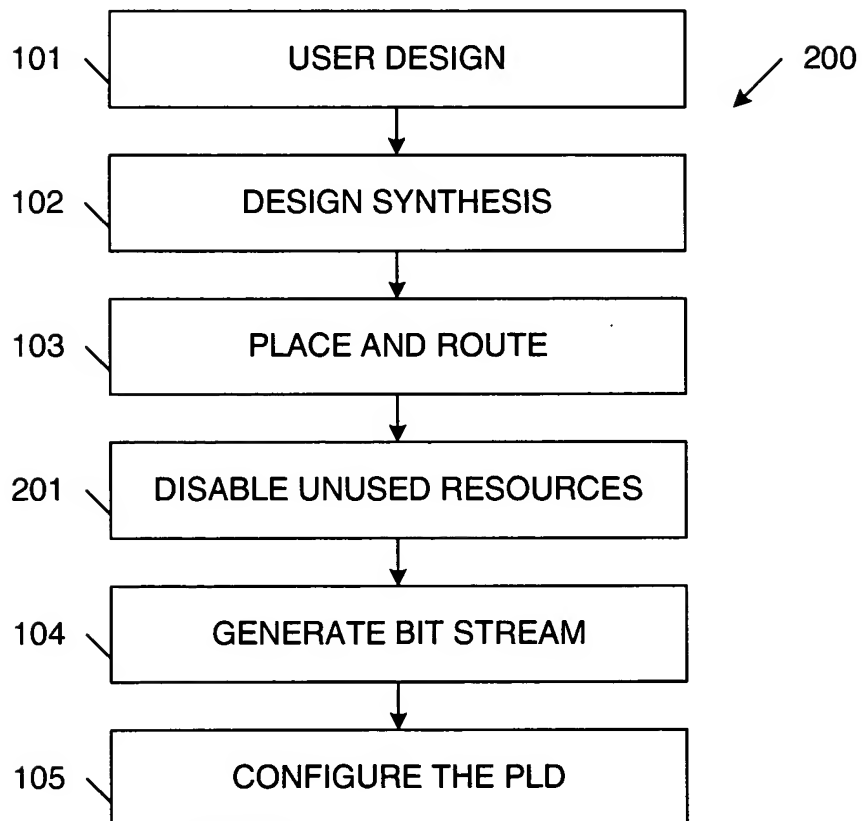 101 USER DESIGN 200
102 DESIGN SYNTHESIS
103 PLACE AND ROUTE
201 DISABLE UNUSED RESOURCES
104 GENERATE BIT STREAM
105 CONFIGURE THE PLD